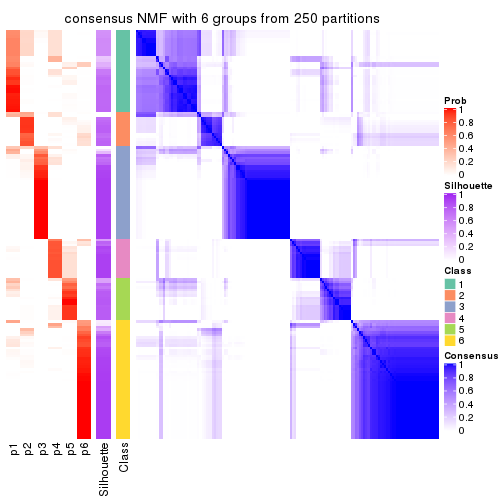 consensus NMF with 6 groups from 250 partitions
Prob
1
0.8
0.6
0.4
0.2
0
Silhouette
1
0.8
0.6
0.4
0.2
0
Class
1
2
3
4
5
6
Consensus
1
0.8
0.6
0.4
0.2
0
p1
p2
p3
p4
p5
p6
Silhouette
Class